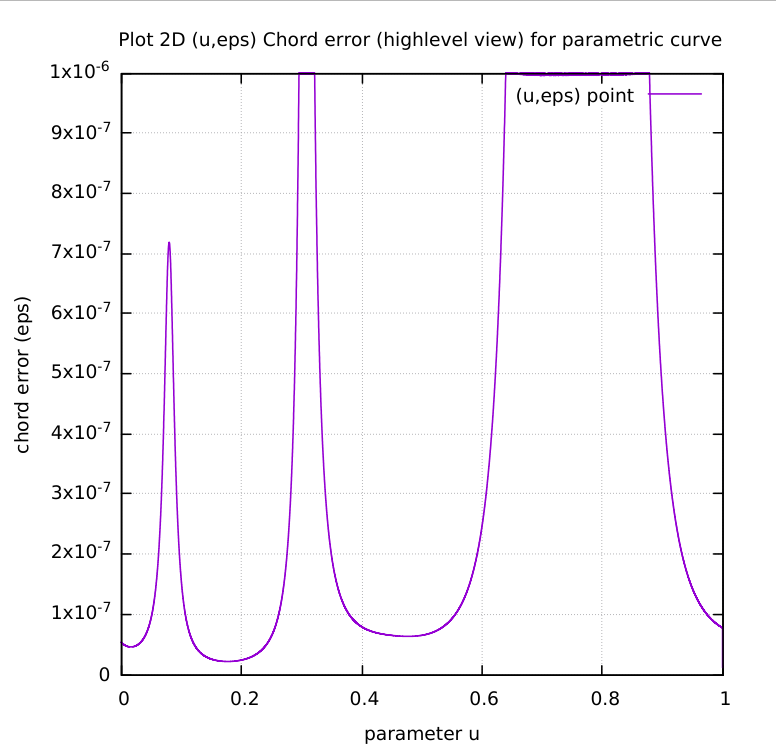 Plot 2D (u,eps) Chord error (highlevel view) for parametric curve
1x10^-6
(u,eps) point
9x10^-7
8x10^-7
7x10^-7
6x10^-7
5x10^-7
4x10^-7
3x10^-7
2x10^-7
1x10^-7
0
chord error (eps)
0 0.2 0.4 0.6 0.8 1
parameter u